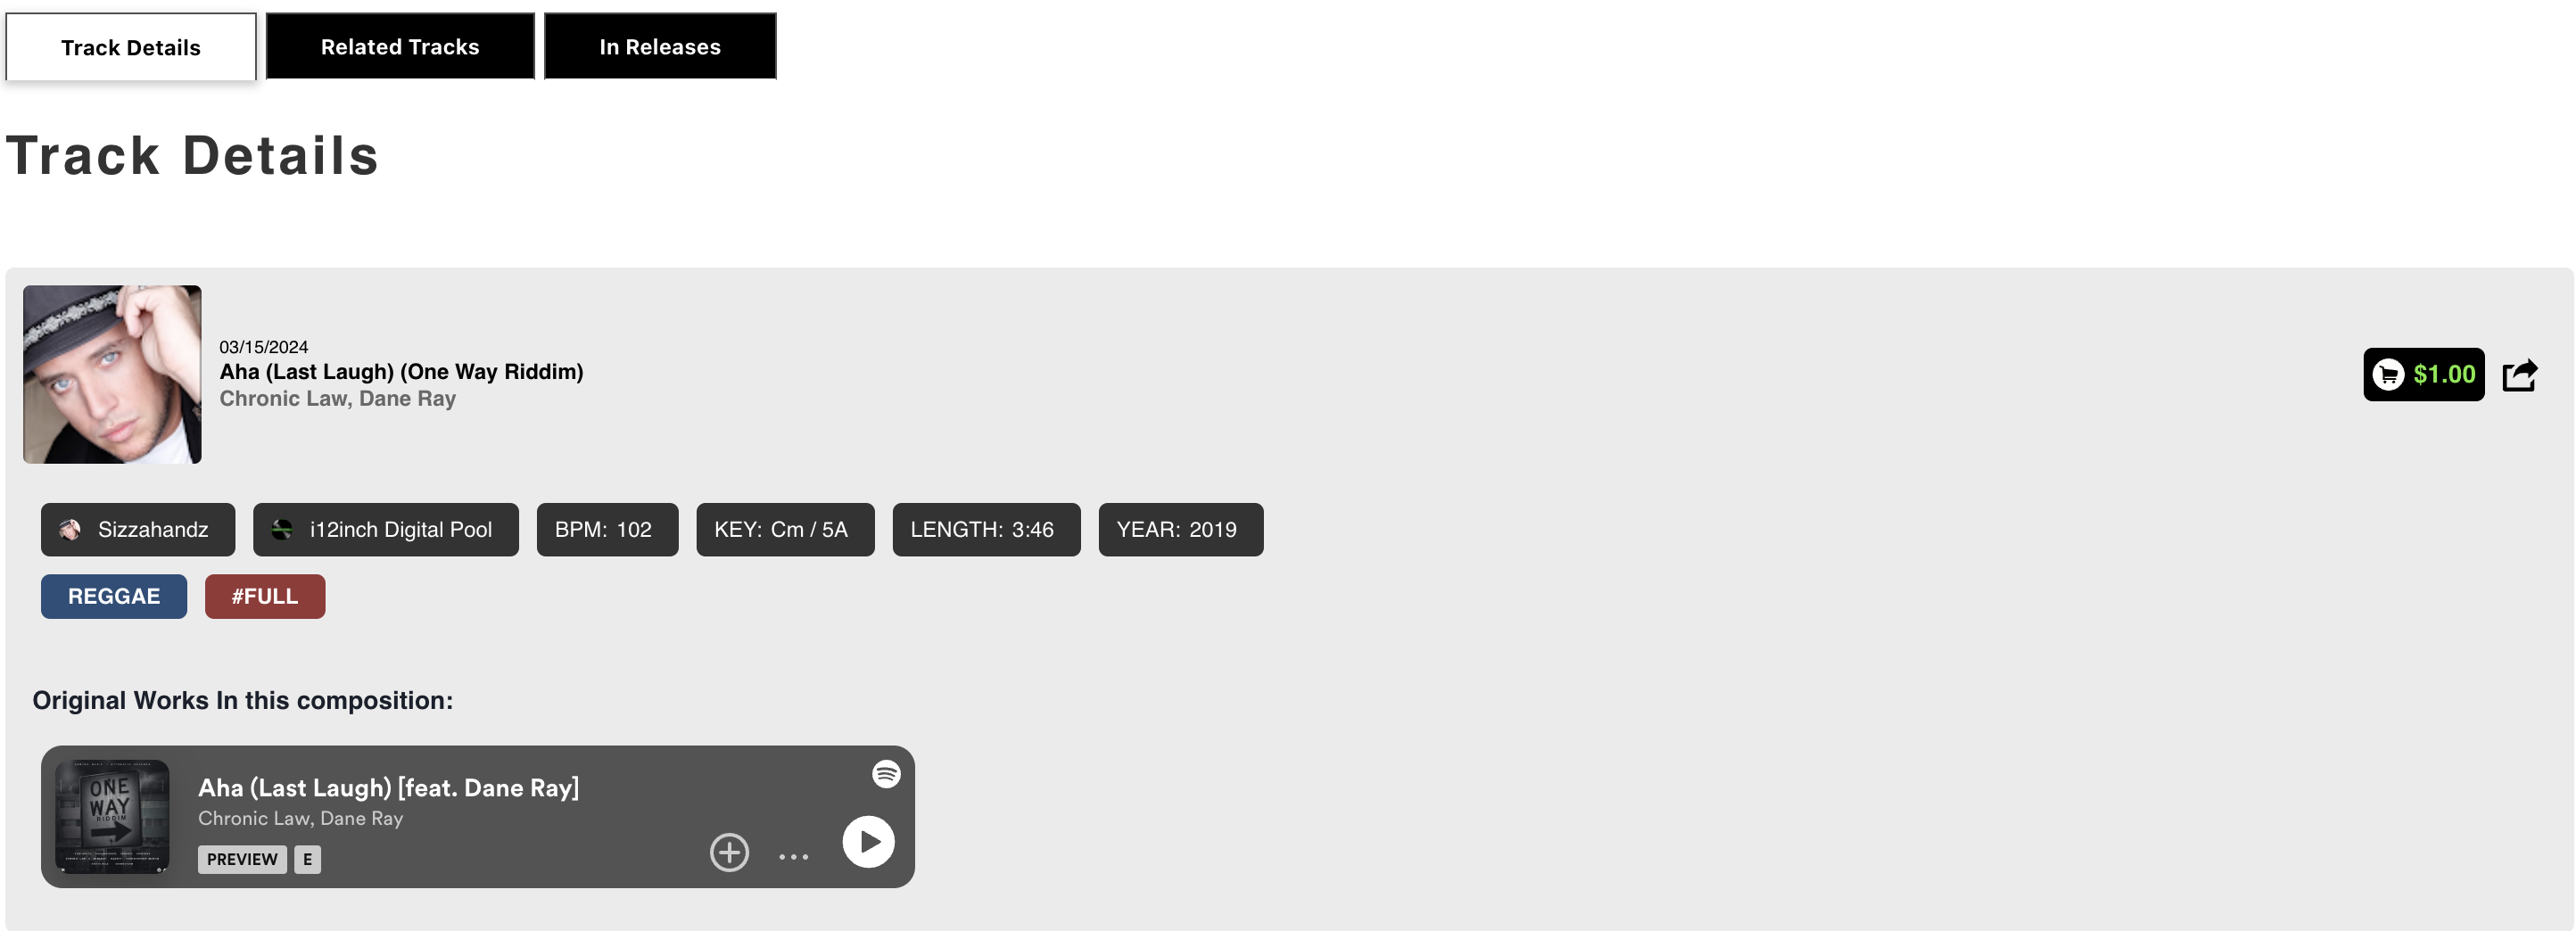 Track Details
Related Tracks
In Releases
Track Details
03/15/2024
Aha (Last Laugh) (One Way Riddim)
Chronic Law, Dane Ray
$1.00
Sizzahandz
i12inch Digital Pool
BPM: 102
KEY: Cm / 5A
LENGTH: 3:46
YEAR: 2019
REGGAE
#FULL
Original Works In this composition:
ONE
WAY
RIDDIM
Aha (Last Laugh) [feat. Dane Ray]
Chronic Law, Dane Ray
PREVIEW
E